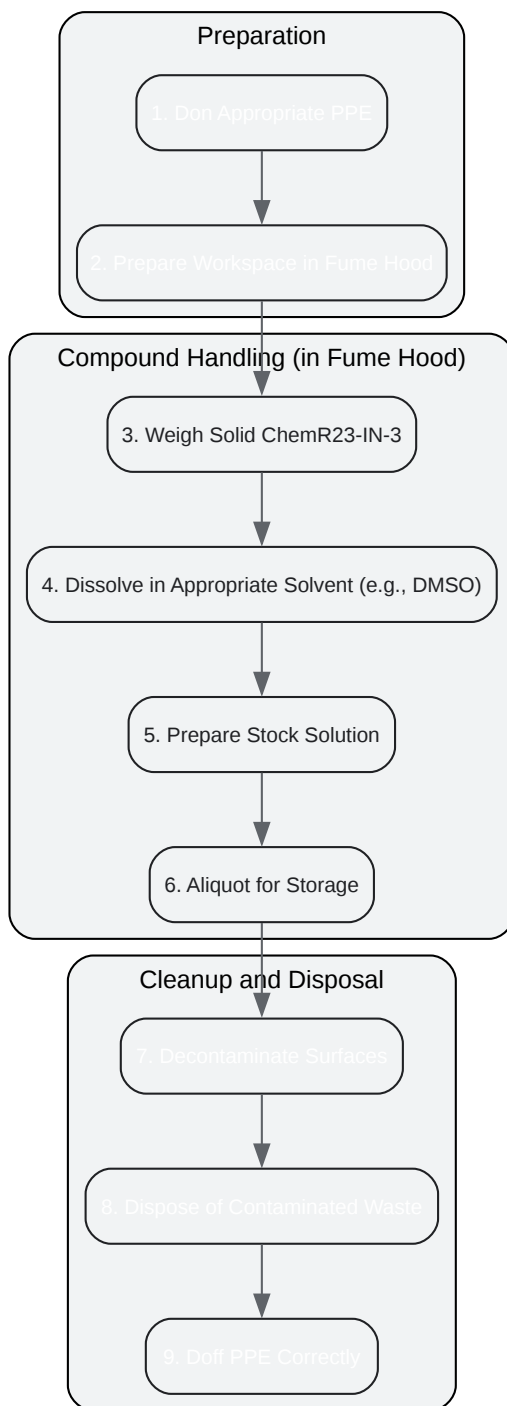 Preparation
1. Don Appropriate PPE
2. Prepare Workspace in Fume Hood
Compound Handling (in Fume Hood)
3. Weigh Solid ChemR23-IN-3
4. Dissolve in Appropriate Solvent (e.g., DMSO)
5. Prepare Stock Solution
6. Aliquot for Storage
Cleanup and Disposal
7. Decontaminate Surfaces
8. Dispose of Contaminated Waste
9. Doff PPE Correctly